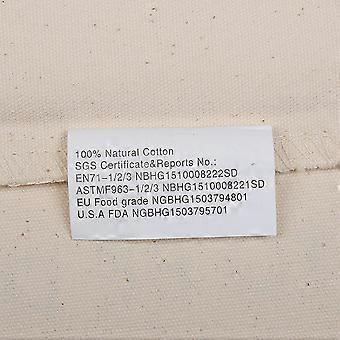 100% Natural Cotton
SGS Certificate&Reports No.:
EN71-1/2/3 NBHG1510008222SD
ASTMF963-1/2/3 NBHG1510008221SD
EU Food grade NGBHG1503794801
U.S.A FDA NGBHG1503795701